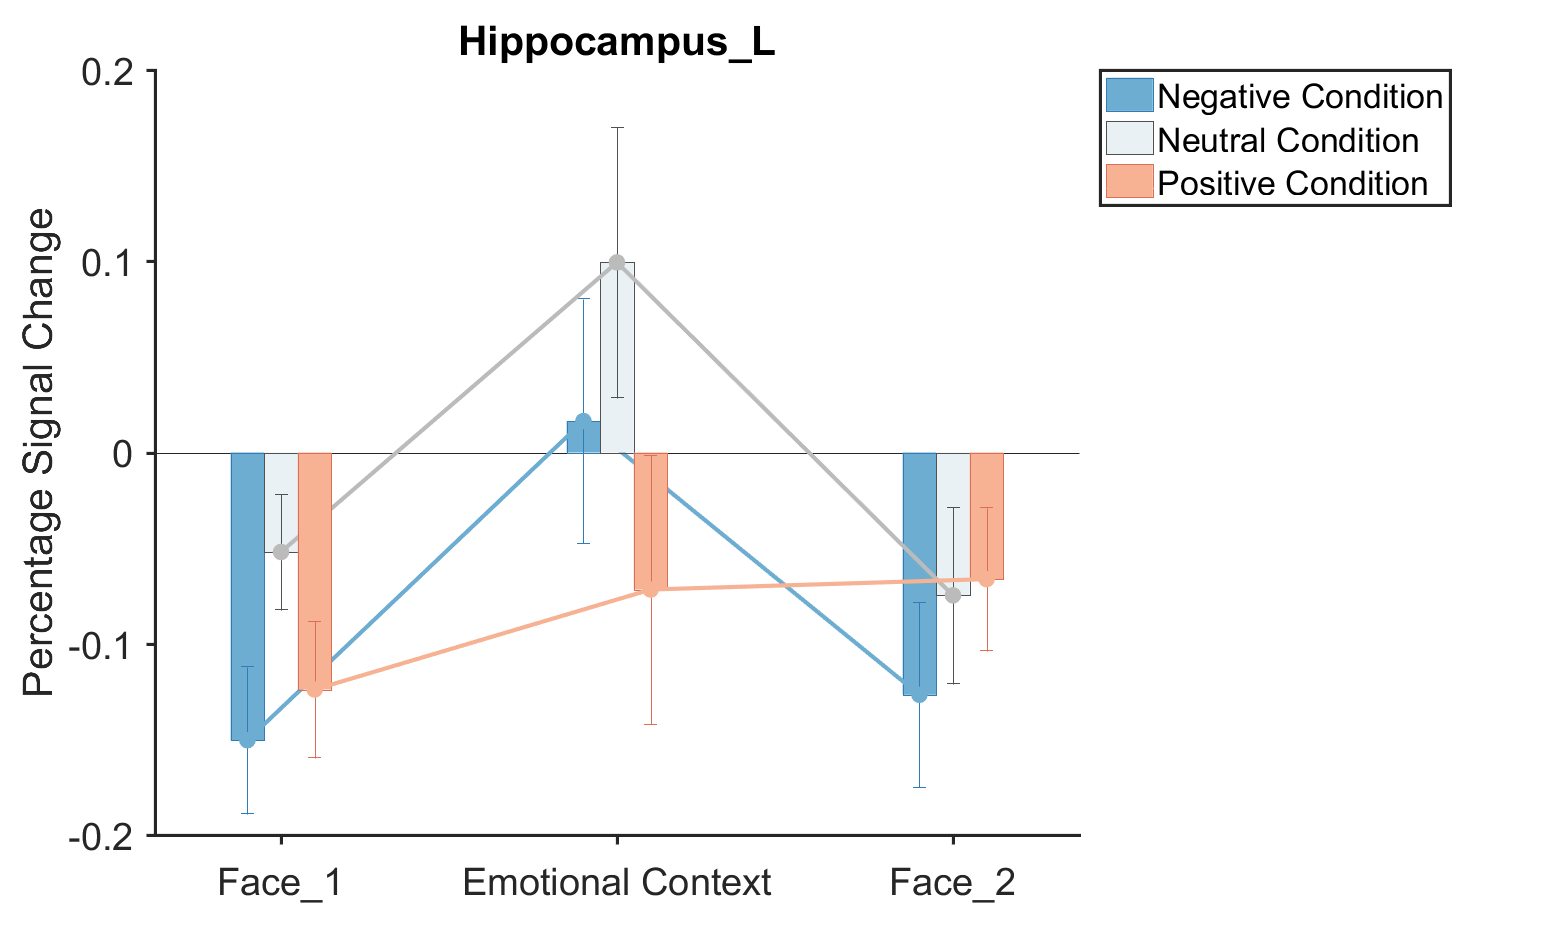 Hippocampus_L
Negative Condition
Neutral Condition
Positive Condition
Percentage Signal Change
0.2
0.1
0
-0.1
-0.2
Face_1
Emotional Context
Face_2